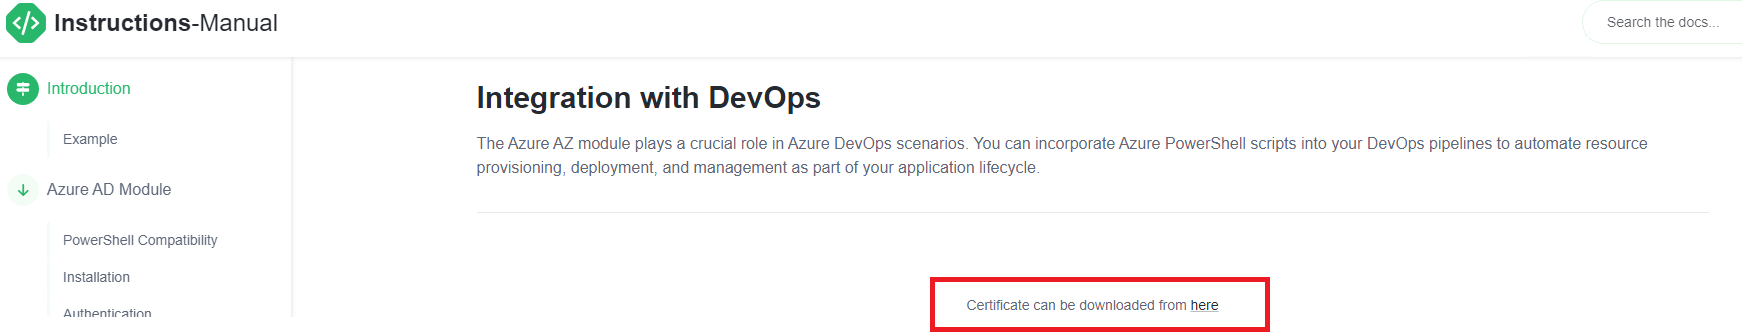 Instructions-Manual
Search the docs...
Introduction
Example
Azure AD Module
PowerShell Compatibility
Installation
Authentication
Integration with DevOps
The Azure AZ module plays a crucial role in Azure DevOps scenarios. You can incorporate Azure PowerShell scripts into your DevOps pipelines to automate resource
provisioning, deployment, and management as part of your application lifecycle.
Certificate can be downloaded from here